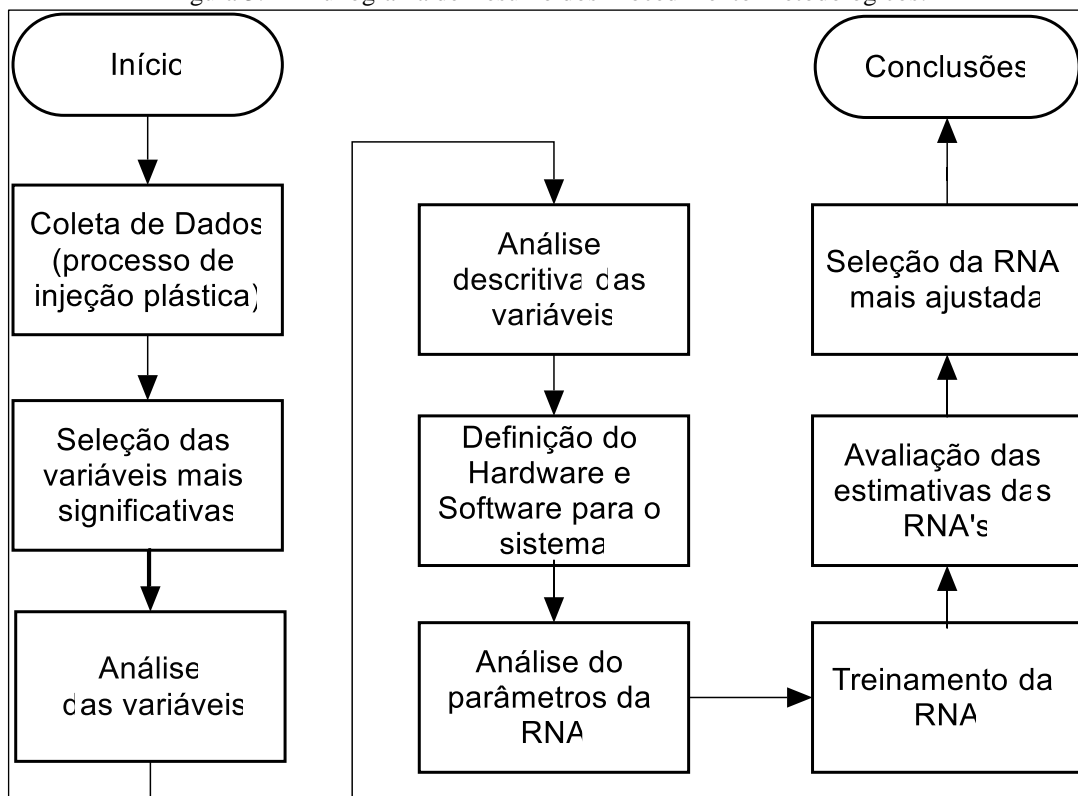 Início
Coleta de Dados
(processo de
injeção plástica)
Seleção das
variáveis mais
significativas
Análise
das variáveis
Análise
descritiva das
variáveis
Definição do
Hardware e
Software para o
sistema
Análise do
parâmetros da
RNA
Treinamento da
RNA
Avaliação das
estimativas das
RNA's
Seleção da RNA
mais ajustada
Conclusões